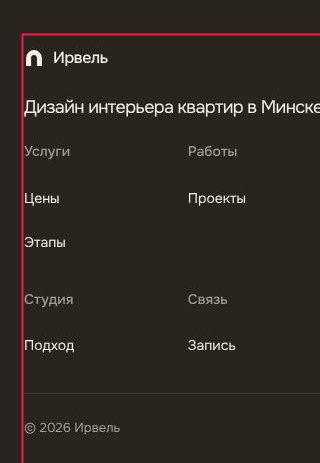 Ирвель
Дизайн интерьера квартир в Минске
Услуги
Работы
Цены
Проекты
Этапы
Студия
Связь
Подход
Запись
© 2026 Ирвель